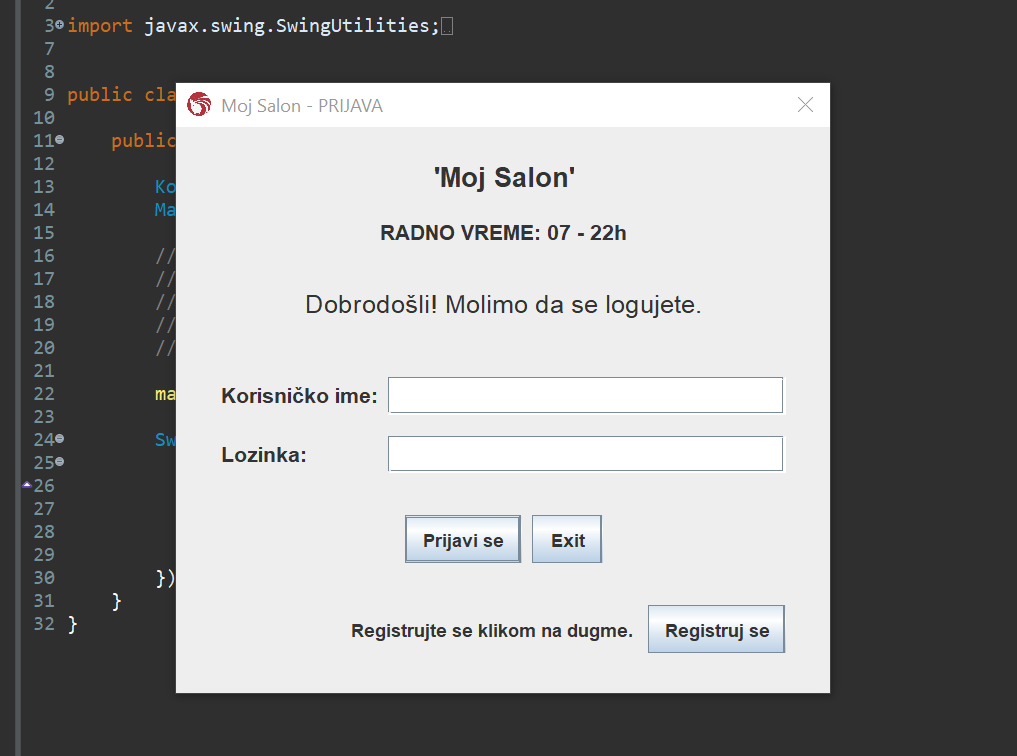 2
3 import javax.swing.SwingUtilities;
7
8
9 public cla
10
11 public
12
13 Ko
14 Ma
15
16 //
17 //
18 //
19 //
20 //
21
22 ma
23
24 Sw
25
26
27
28
29
30 })
31 }
32 }
Moj Salon - PRIJAVA
'Moj Salon'
RADNO VREME: 07 - 22h
Dobrodošli! Molimo da se logujete.
Korisničko ime:
Lozinka:
Prijavi se Exit
Registrujte se klikom na dugme. Registruj se